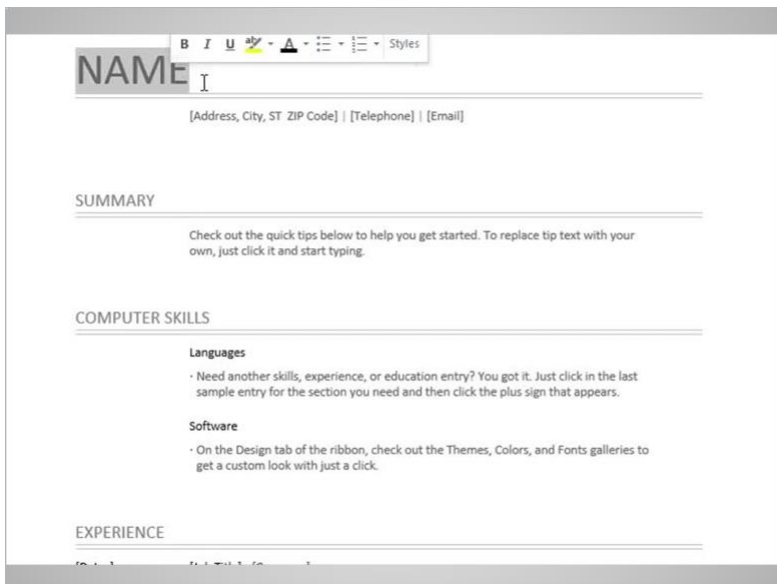 B I U aby A Styles
NAME
[Address, City, ST ZIP Code] | [Telephone] | [Email]
SUMMARY
Check out the quick tips below to help you get started. To replace tip text with your
own, just click it and start typing.
COMPUTER SKILLS
Languages
· Need another skills, experience, or education entry? You got it. Just click in the last
sample entry for the section you need and then click the plus sign that appears.
Software
· On the Design tab of the ribbon, check out the Themes, Colors, and Fonts galleries to
get a custom look with just a click.
EXPERIENCE